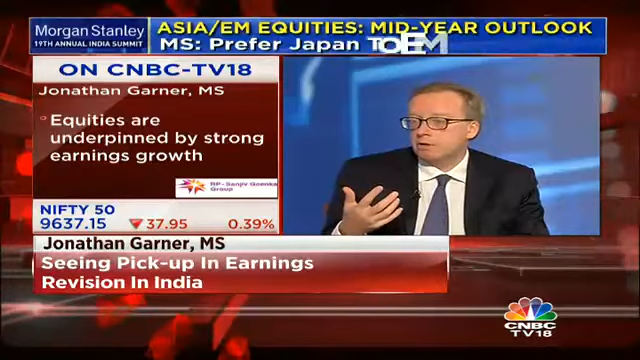 Morgan Stanley
19TH ANNUAL INDIA SUMMIT
ASIA/EM EQUITIES: MID-YEAR OUTLOOK
MS: Prefer Japan TO EM
ON CNBC-TV18
Jonathan Garner, MS
Equities are
underpinned by strong
earnings growth
RP-Sanjiv Goenka
Group
NIFTY 50
9637.15 37.95 0.39%
Jonathan Garner, MS
Seeing Pick-up In Earnings
Revision In India
CNBC
TV18